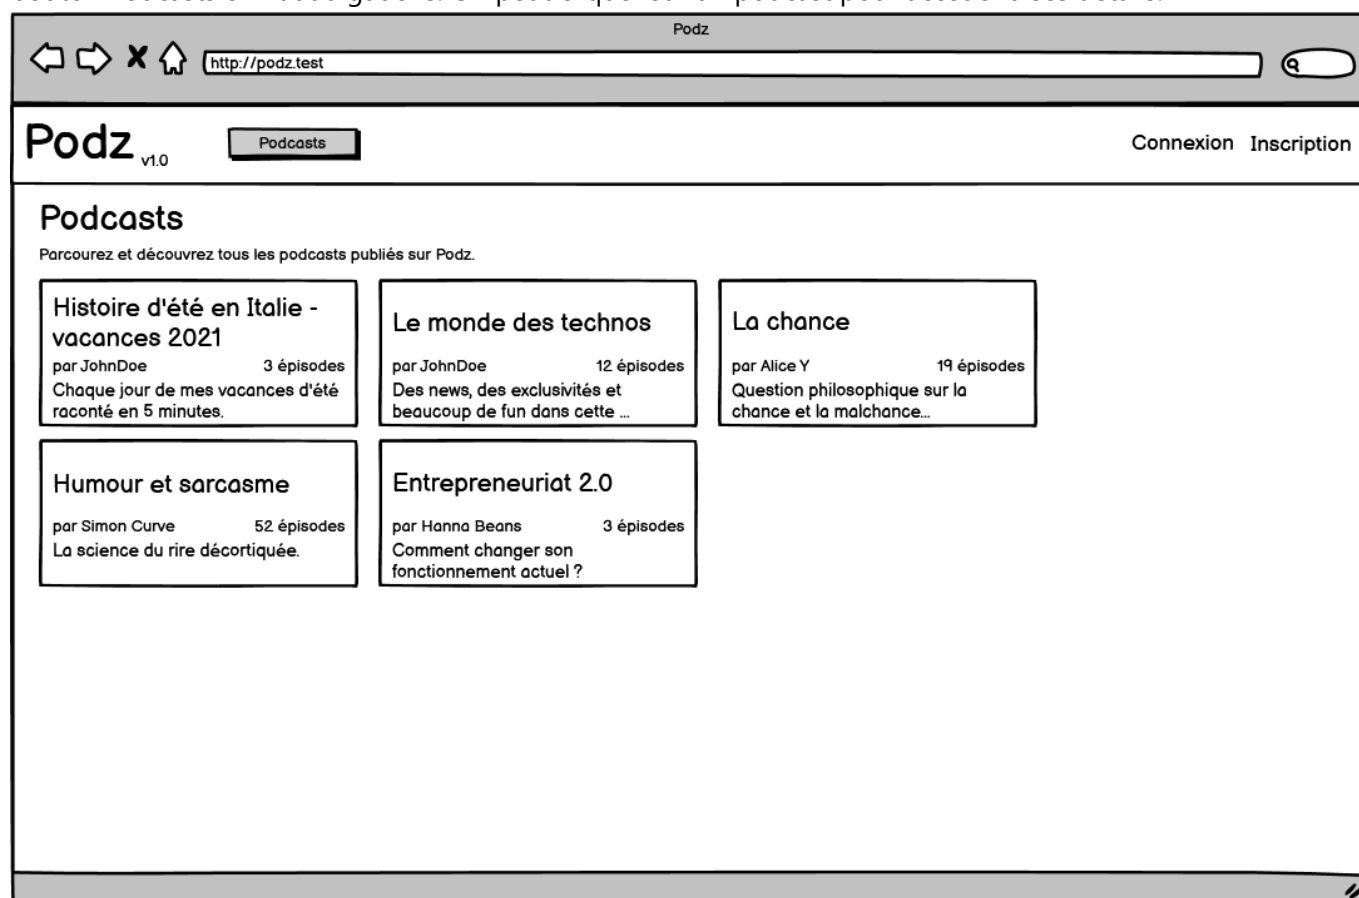 Podz
http://podz.test
Podz v1.0
Podcasts
Connexion Inscription
Podcasts
Parcourez et découvrez tous les podcasts publiés sur Podz.
Histoire d'été en Italie -
vacances 2021
par JohnDoe 3 épisodes
Chaque jour de mes vacances d'été
raconté en 5 minutes.
Le monde des technos
par JohnDoe 12 épisodes
Des news, des exclusivités et
beaucoup de fun dans cette ...
La chance
par Alice Y 19 épisodes
Question philosophique sur la
chance et la malchance...
Humour et sarcasme
par Simon Curve 52 épisodes
La science du rire décortiquée.
Entrepreneuriat 2.0
par Hanna Beans 3 épisodes
Comment changer son
fonctionnement actuel ?